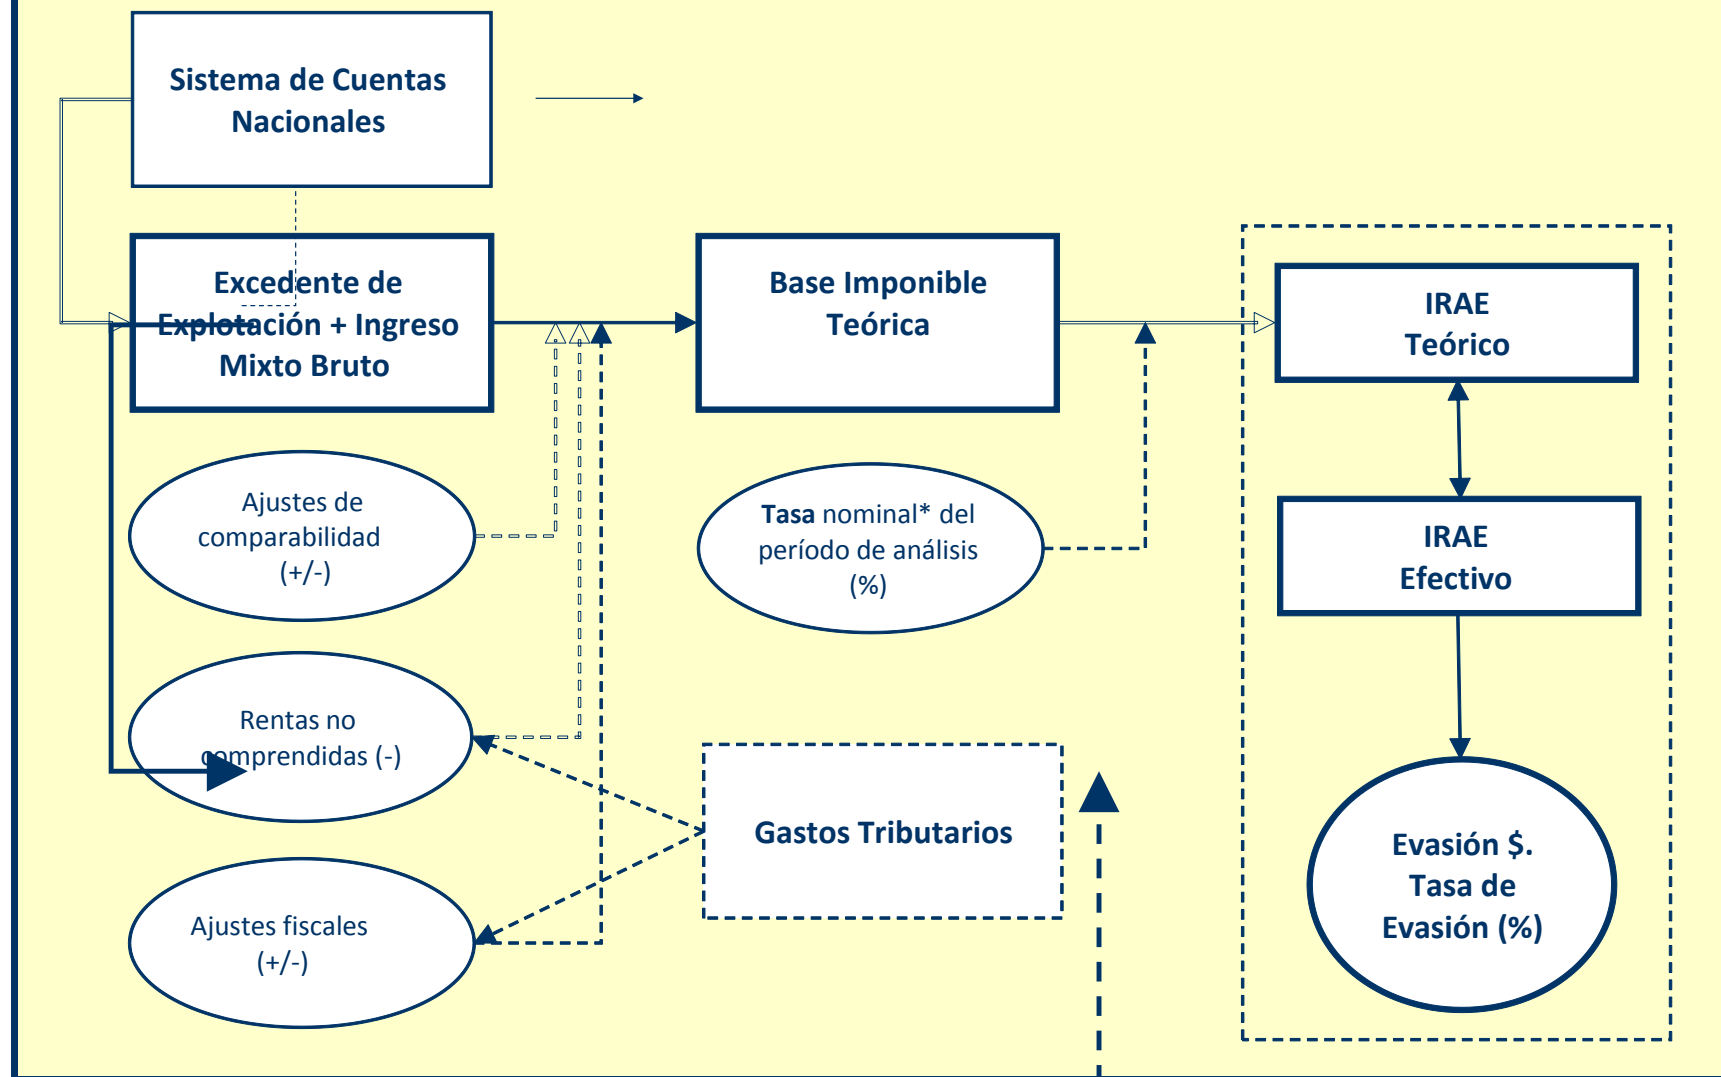 Sistema de Cuentas
Nacionales
Excedente de
Explotación + Ingreso
Mixto Bruto
Base Imponible
Teórica
IRAE
Teórico
Ajustes de
comparabilidad
(+/-)
Tasa nominal* del
período de análisis
(%)
IRAE
Efectivo
Rentas no
comprendidas (-)
Gastos Tributarios
Ajustes fiscales
(+/-)
Evasión $.
Tasa de
Evasión (%)